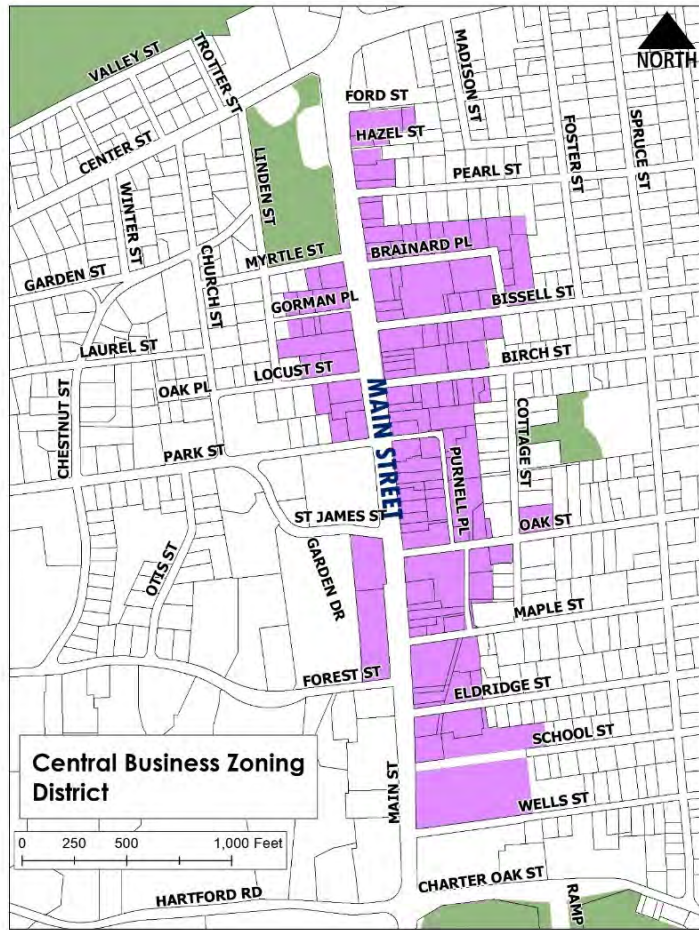 NORTH
VALLEY ST
TROTTER ST
MADISON ST
FORD ST
HAZEL ST
CENTER ST
PEARL ST
FOSTER ST
SPRUCE ST
WINTER ST
LINDEN ST
CHURCH ST
GARDEN ST
MYRTLE ST
BRAINARD PL
GORMAN PL
BISSELL ST
LAUREL ST
LOCUST ST
BIRCH ST
OAK PL
CHESTNUT ST
MAIN STREET
COTTAGE ST
PARK ST
PURNELL PL
ST JAMES ST
OAK ST
OTIS ST
GARDEN DR
MAPLE ST
FOREST ST
ELDRIDGE ST
SCHOOL ST
Central Business Zoning
District
MAIN ST
WELLS ST
0 250 500 1,000 Feet
CHARTER OAK ST
HARTFORD RD
RAMP